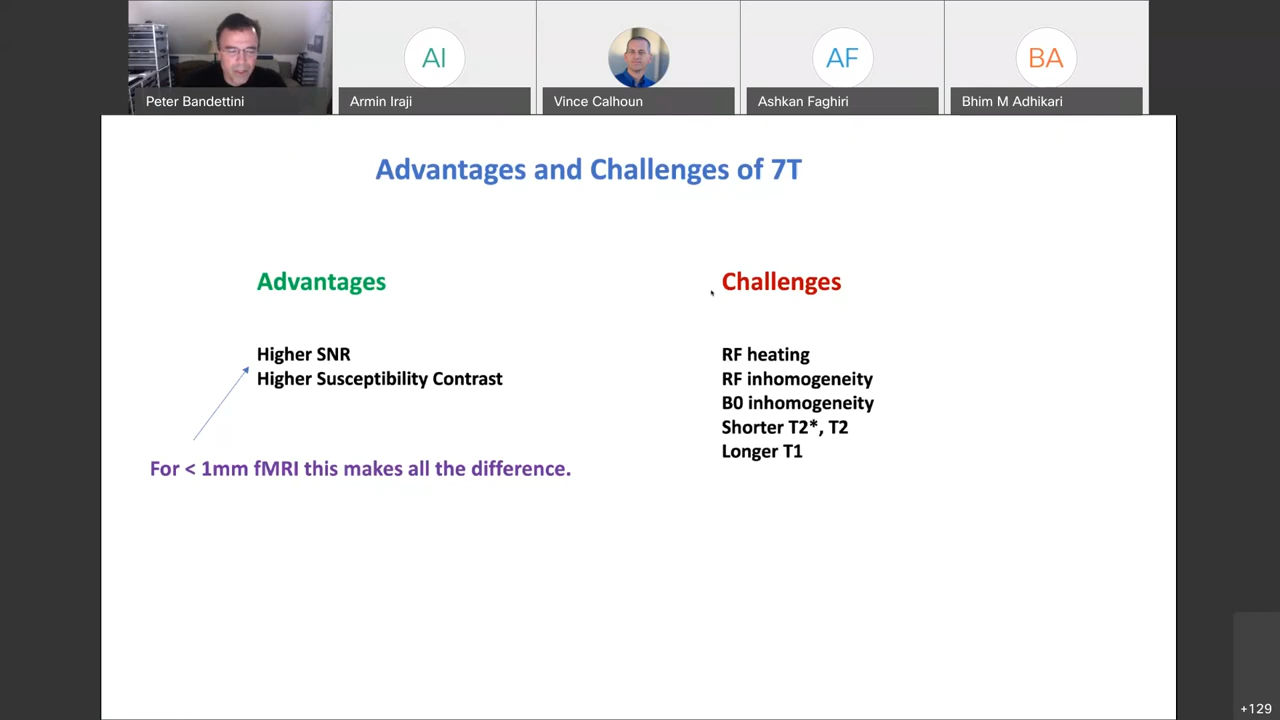 AI
AF
BA
Peter Bandettini
Armin Iraji
Vince Calhoun
Ashkan Faghiri
Bhim M Adhikari
Advantages and Challenges of 7T
Advantages
Higher SNR
Higher Susceptibility Contrast
For < 1mm fMRI this makes all the difference.
Challenges
RF heating
RF inhomogeneity
B0 inhomogeneity
Shorter T2*, T2
Longer T1
+129